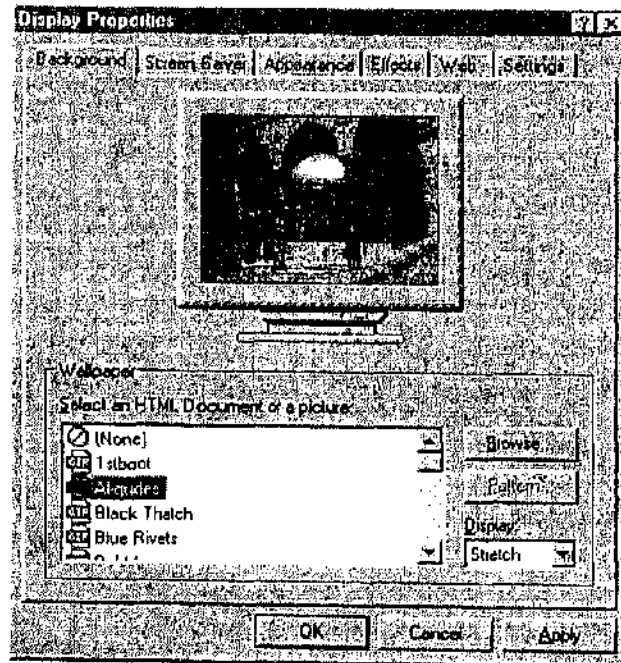 Display Properties
Background Screen Saver Appearance Effects Web Settings
Wallpaper
Select an HTML Document or a picture:
(None)
1stboot
Black Thatch
Blue Rivets
Browse...
Pattern...
Display:
Stretch
OK Cancel Apply